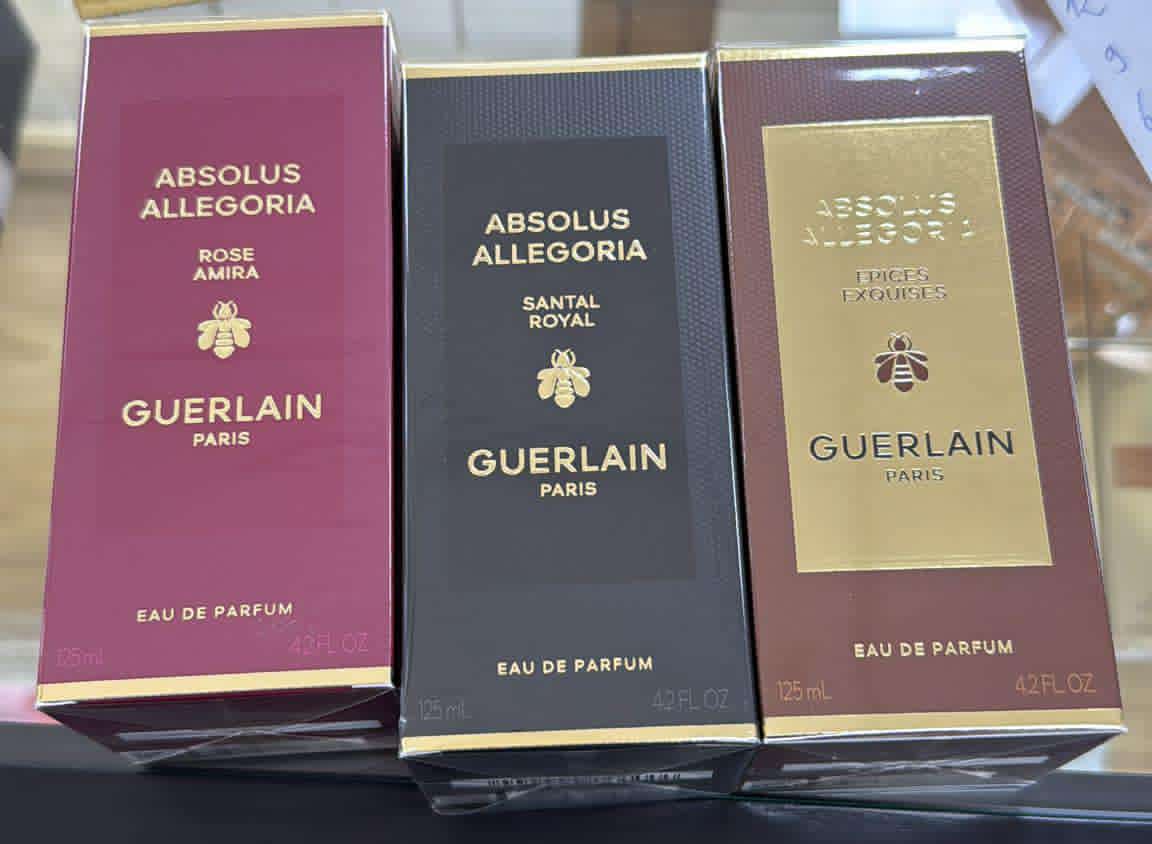 ABSOLUS
ALLEGORIA
ROSE
AMIRA
GUERLAIN
PARIS
EAU DE PARFUM
125 mL
4.2 FL OZ
ABSOLUS
ALLEGORIA
SANTAL
ROYAL
GUERLAIN
PARIS
EAU DE PARFUM
125 mL
4.2 FL OZ
ABSOLUS
ALLEGORIA
EPICES
EXQUISES
GUERLAIN
PARIS
EAU DE PARFUM
125 mL
4.2 FL OZ
9